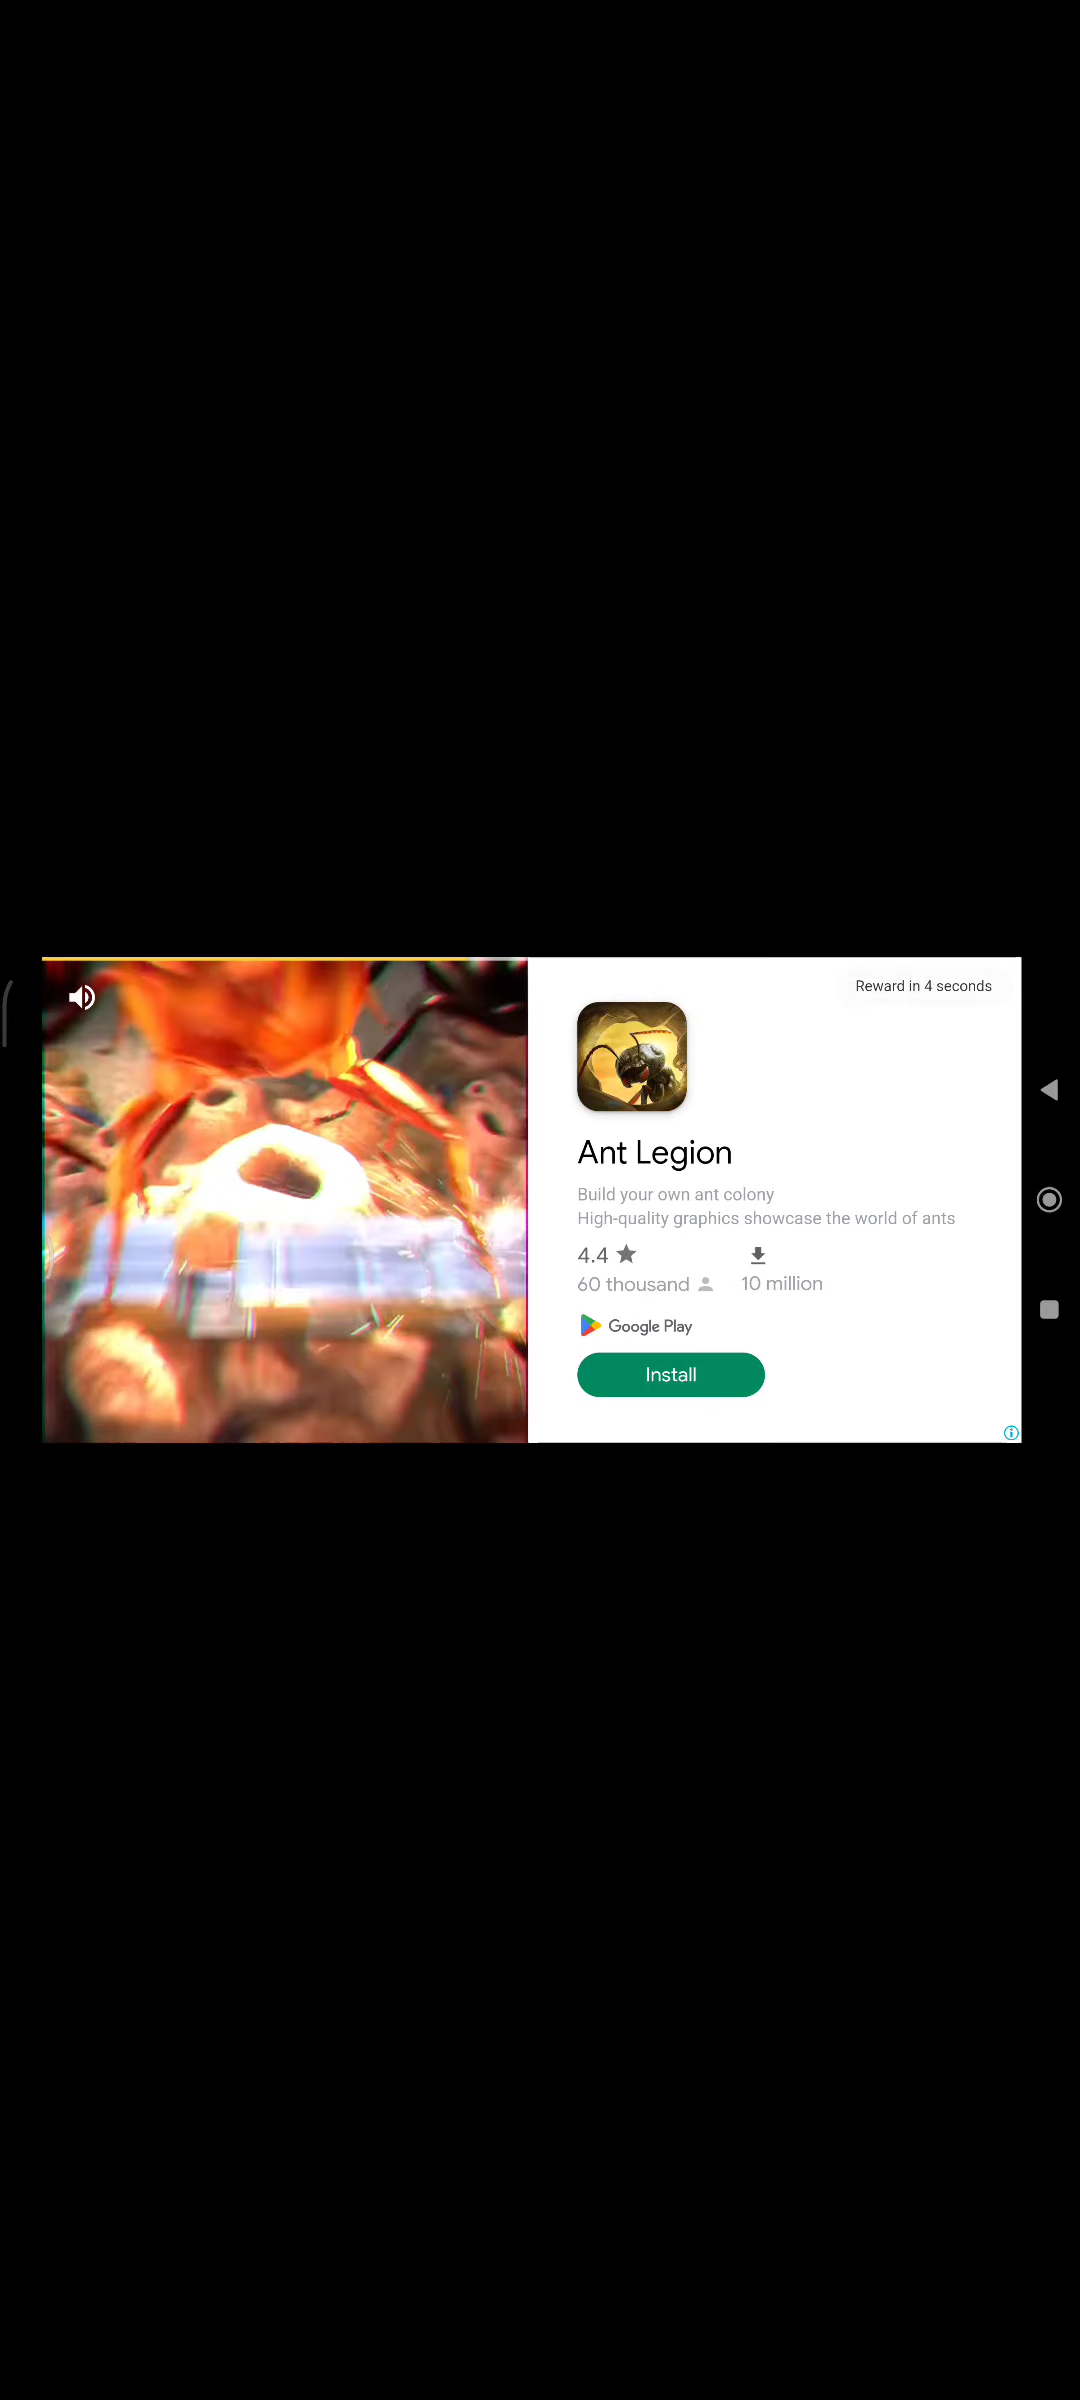 Reward in 4 seconds
Ant Legion
Build your own ant colony
High-quality graphics showcase the world of ants
4.4
60 thousand 10 million
Google Play
Install